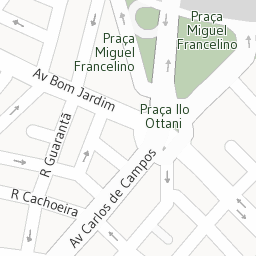 Praça
Miguel
Francelino
Praça
Miguel
Francelino
Av Bom Jardim
Praça Ilo
Ottani
R Guarantã
R Cachoeira
Av Carlos de Campos